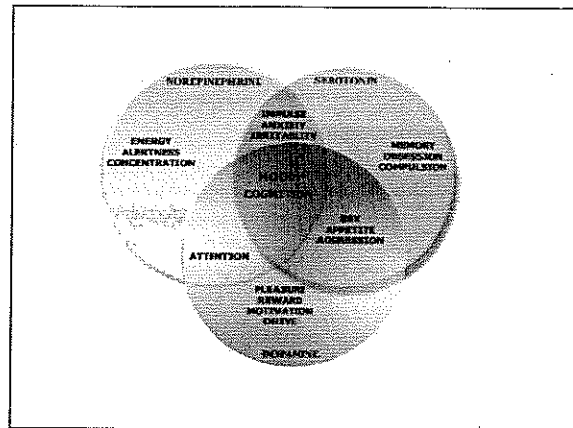 NOREPINEPHRINE
SEROTONIN
IMPULSE
ANXIETY
IRRITABILITY
ENERGY
ALERTNESS
CONCENTRATION
MEMORY
OBSESSION
COMPULSION
MOOD
COGNITION
SEX
APPETITE
AGGRESSION
ATTENTION
PLEASURE
REWARD
MOTIVATION
DRIVE
DOPAMINE